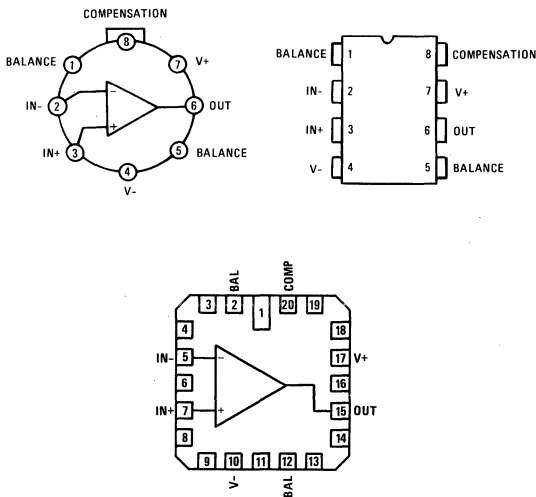 COMPENSATION
8
BALANCE 1 7 V+
IN- 2 - 6 OUT
IN+ 3 + 5 BALANCE
4
V-
BALANCE 1 8 COMPENSATION
IN- 2 7 V+
IN+ 3 6 OUT
V- 4 5 BALANCE
BAL COMP
3 2 1 20 19
4 18
IN- 5 - 17 V+
6 16
IN+ 7 + 15 OUT
8 14
9 10 11 12 13
V- BAL